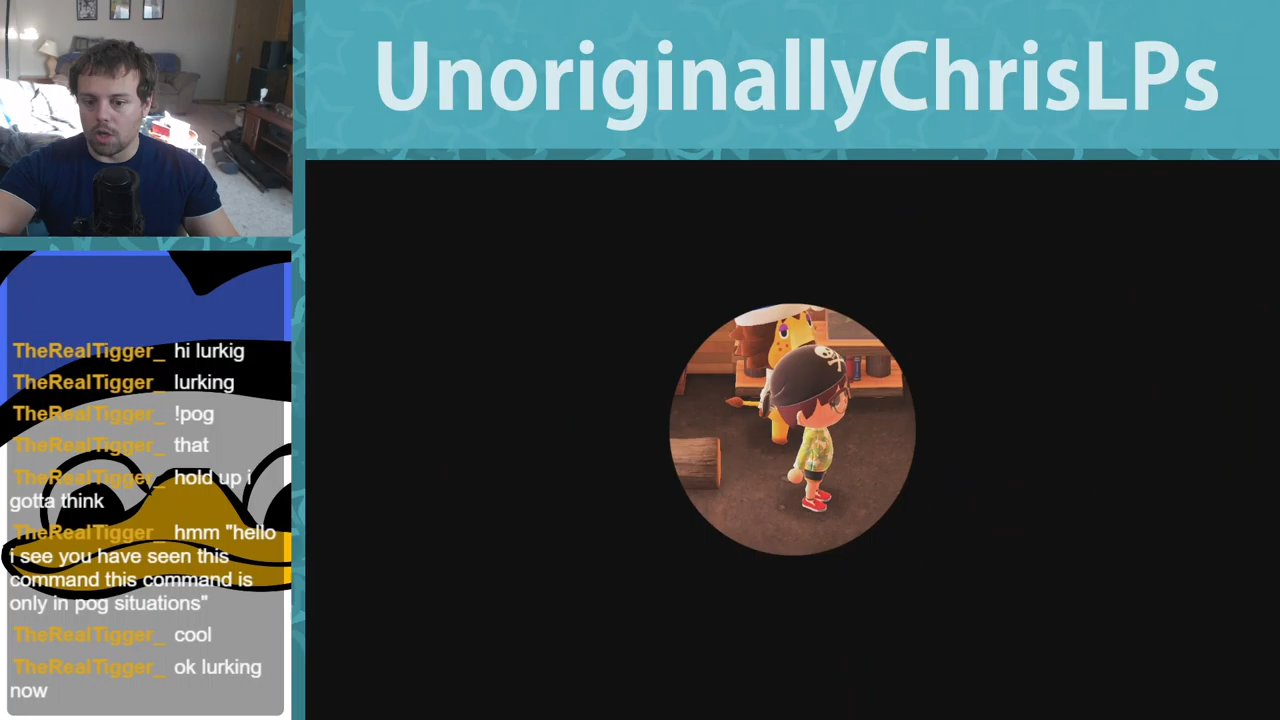 UnoriginallyChrisLPs
TheRealTigger_ hi lurkig
TheRealTigger_ lurking
TheRealTigger_ !pog
TheRealTigger_ that
TheRealTigger_ hold up i
gotta think
TheRealTigger_ hmm "hello
i see you have seen this
command this command is
only in pog situations"
TheRealTigger_ cool
TheRealTigger_ ok lurking
now